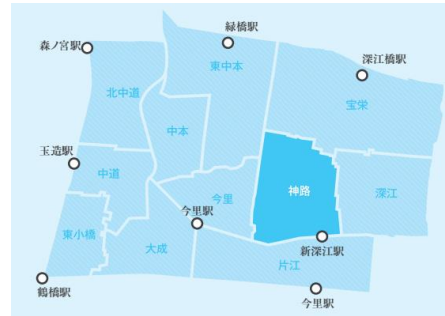 緑橋駅
森ノ宮駅
深江橋駅
東中本
北中道
宝栄
中本
玉造駅
中道
神路
深江
今里
今里駅
東小橋
大成
新深江駅
片江
鶴橋駅
今里駅